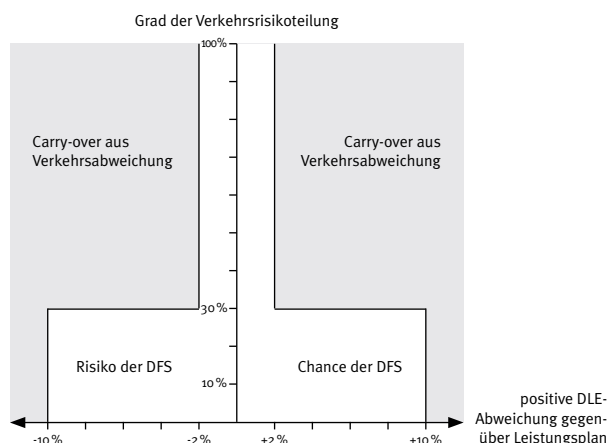 Grad der Verkehrsrisikoteilung
100%
Carry-over aus
Verkehrsabweichung
Carry-over aus
Verkehrsabweichung
30%
Risiko der DFS
Chance der DFS
10%
positive DLE-
Abweichung gegen-
über Leistungsplan
-10 %
-2 %
+2 %
+10 %